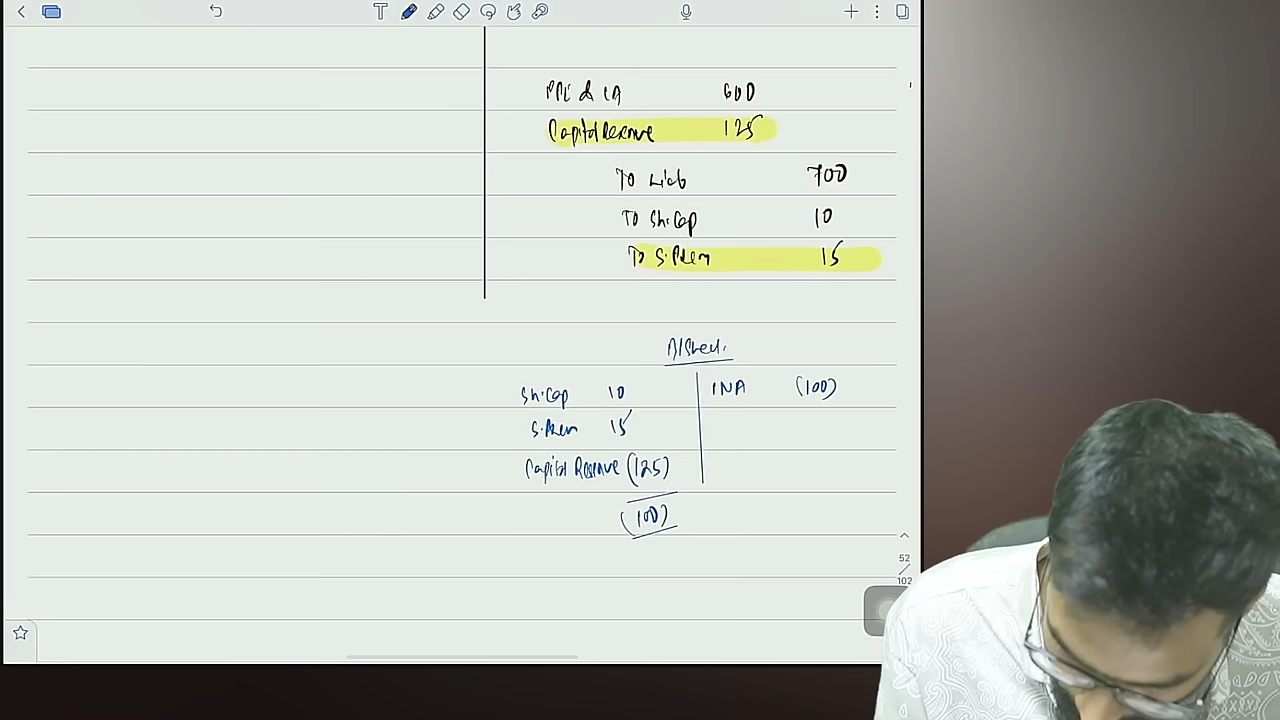 PPE & CA 600
Capital Reserve 125
To Liab 700
To Sh. Cap 10
To S. Prem 15
B/Sheet.
Sh. Cap 10 INA (100)
S. Prem 15
Capital Reserve (125)
(100)
52
102